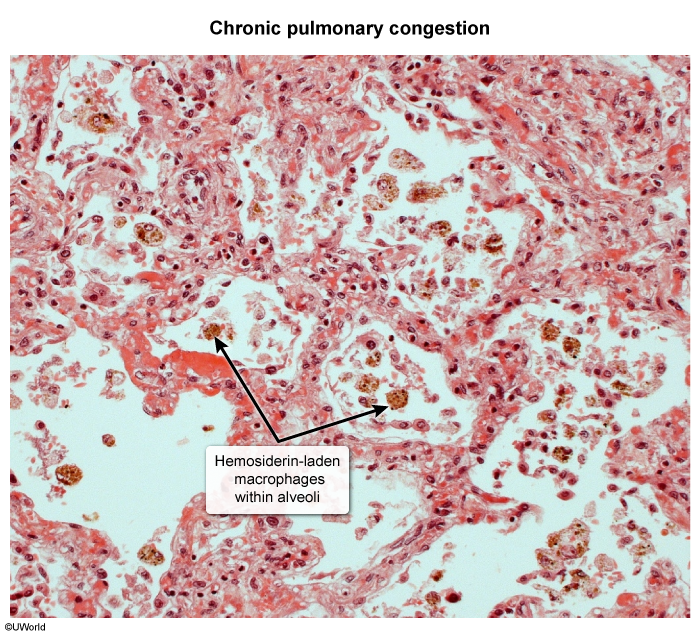 Chronic pulmonary congestion
Hemosiderin-laden
macrophages
within alveoli
©UWorld